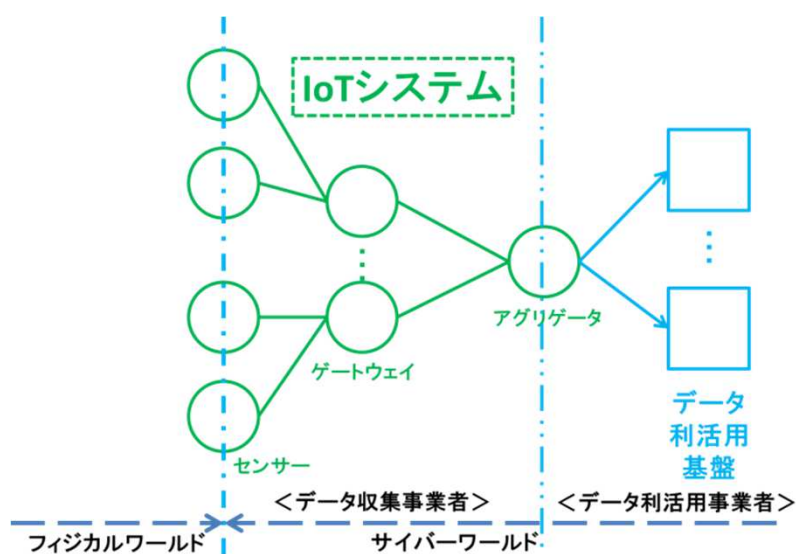 IoTシステム
アグリゲータ
ゲートウェイ
データ
利活用
基盤
センサー
＜データ収集事業者＞
＜データ利活用事業者＞
フィジカルワールド
サイバーワールド